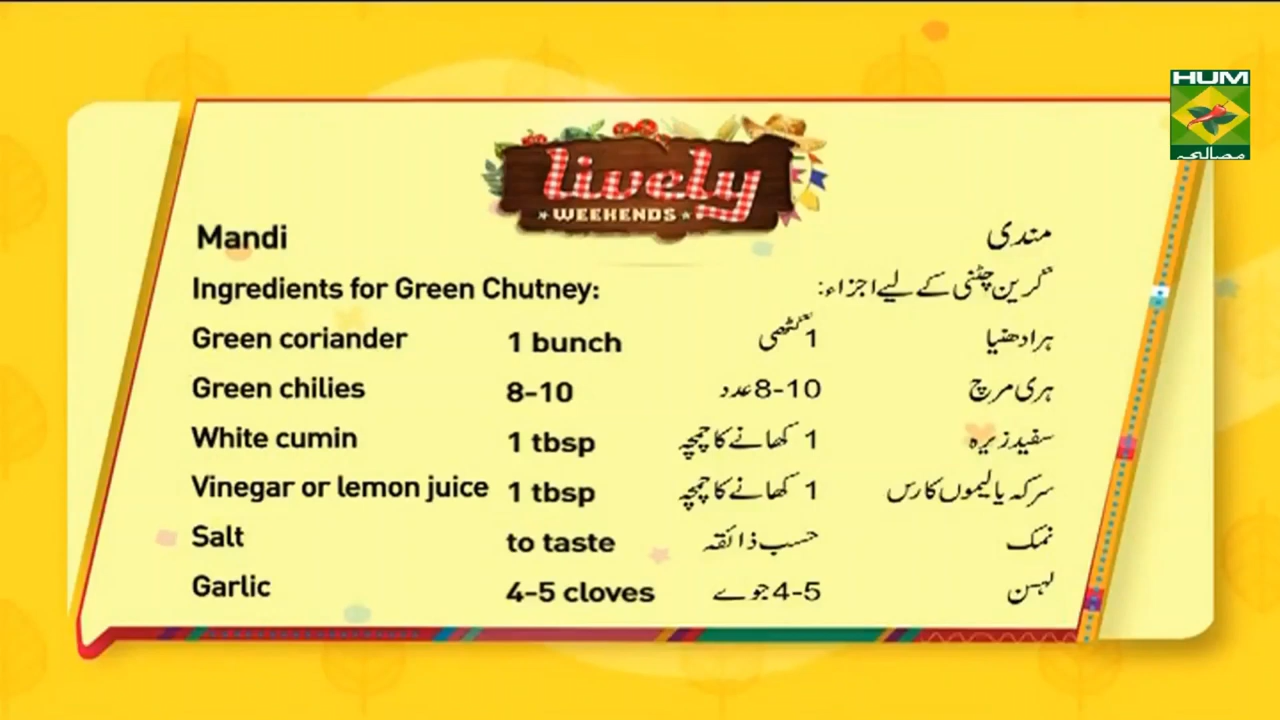 HUM
مصالحہ
lively
WEEKENDS
Mandi مندی
Ingredients for Green Chutney: گرین چٹنی کے لیے اجزاء:
Green coriander 1 bunch 1 گٹھی ہرا دھنیا
Green chilies 8-10 8-10 عدد ہری مرچ
White cumin 1 tbsp 1 کھانے کا چمچہ سفید زیرہ
Vinegar or lemon juice 1 tbsp 1 کھانے کا چمچہ سرکہ یا لیموں کا رس
Salt to taste حسب ذائقہ نمک
Garlic 4-5 cloves 4-5 جوے لہسن